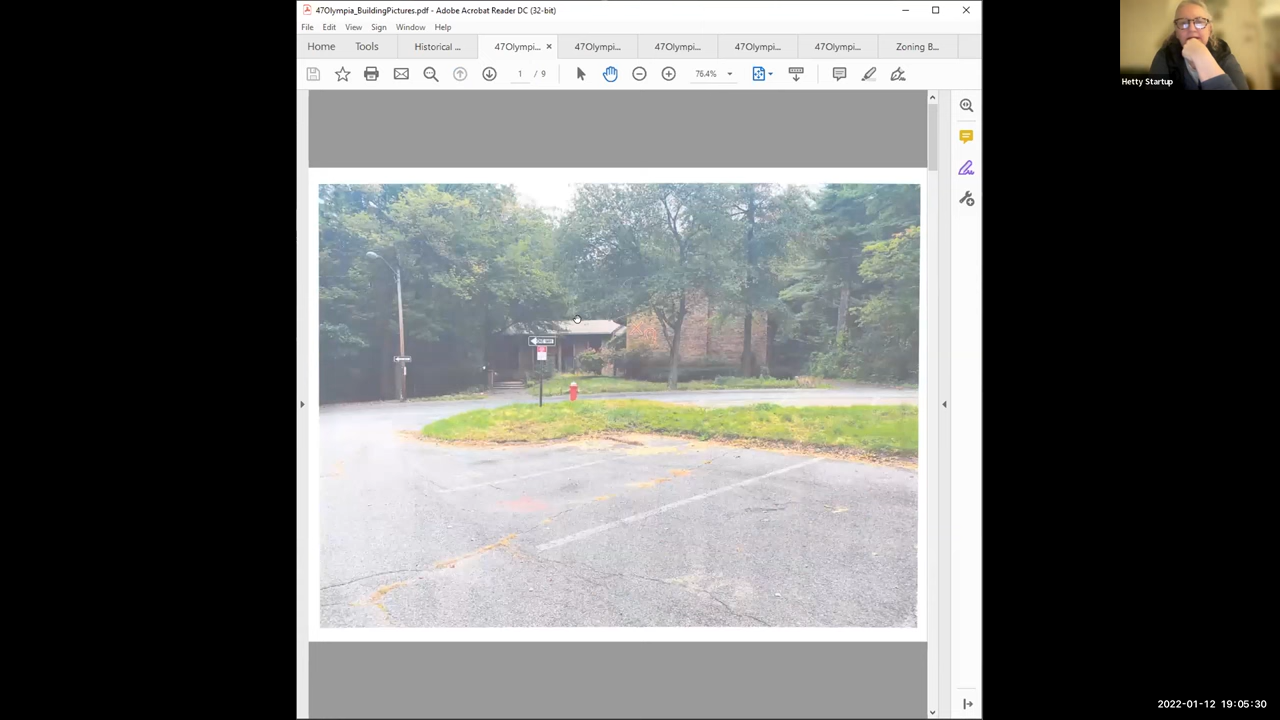 47Olympia_BuildingPictures.pdf - Adobe Acrobat Reader DC (32-bit)
File Edit View Sign Window Help
Home Tools Historical ... 47Olympi... × 47Olympi... 47Olympi... 47Olympi... 47Olympi... Zoning B...
1 / 9 76.4%
Hetty Startup
2022-01-12 19:05:30